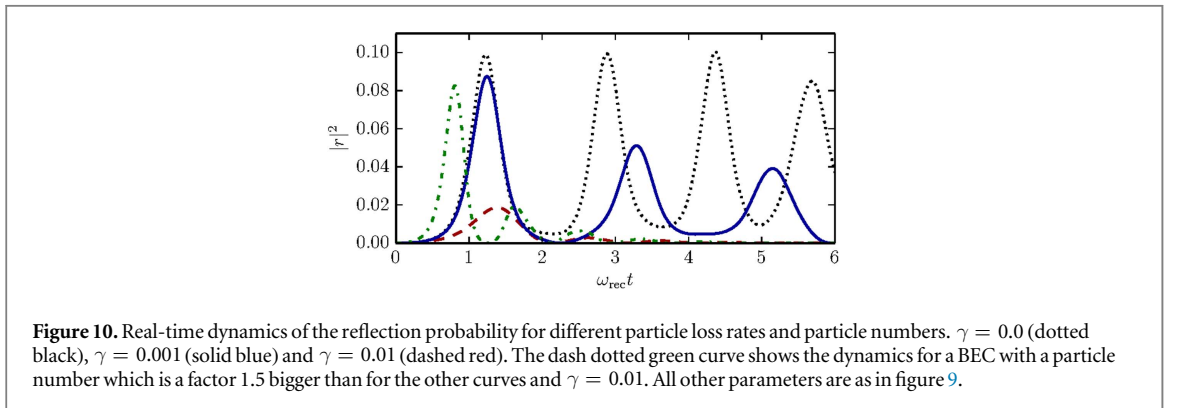 0.10
0.08
0.06
0.04
0.02
0.00
|r|²
0 1 2 3 4 5 6
ω_rec t
Figure 10. Real-time dynamics of the reflection probability for different particle loss rates and particle numbers. γ = 0.0 (dotted
black), γ = 0.001 (solid blue) and γ = 0.01 (dashed red). The dash dotted green curve shows the dynamics for a BEC with a particle
number which is a factor 1.5 bigger than for the other curves and γ = 0.01. All other parameters are as in figure 9.